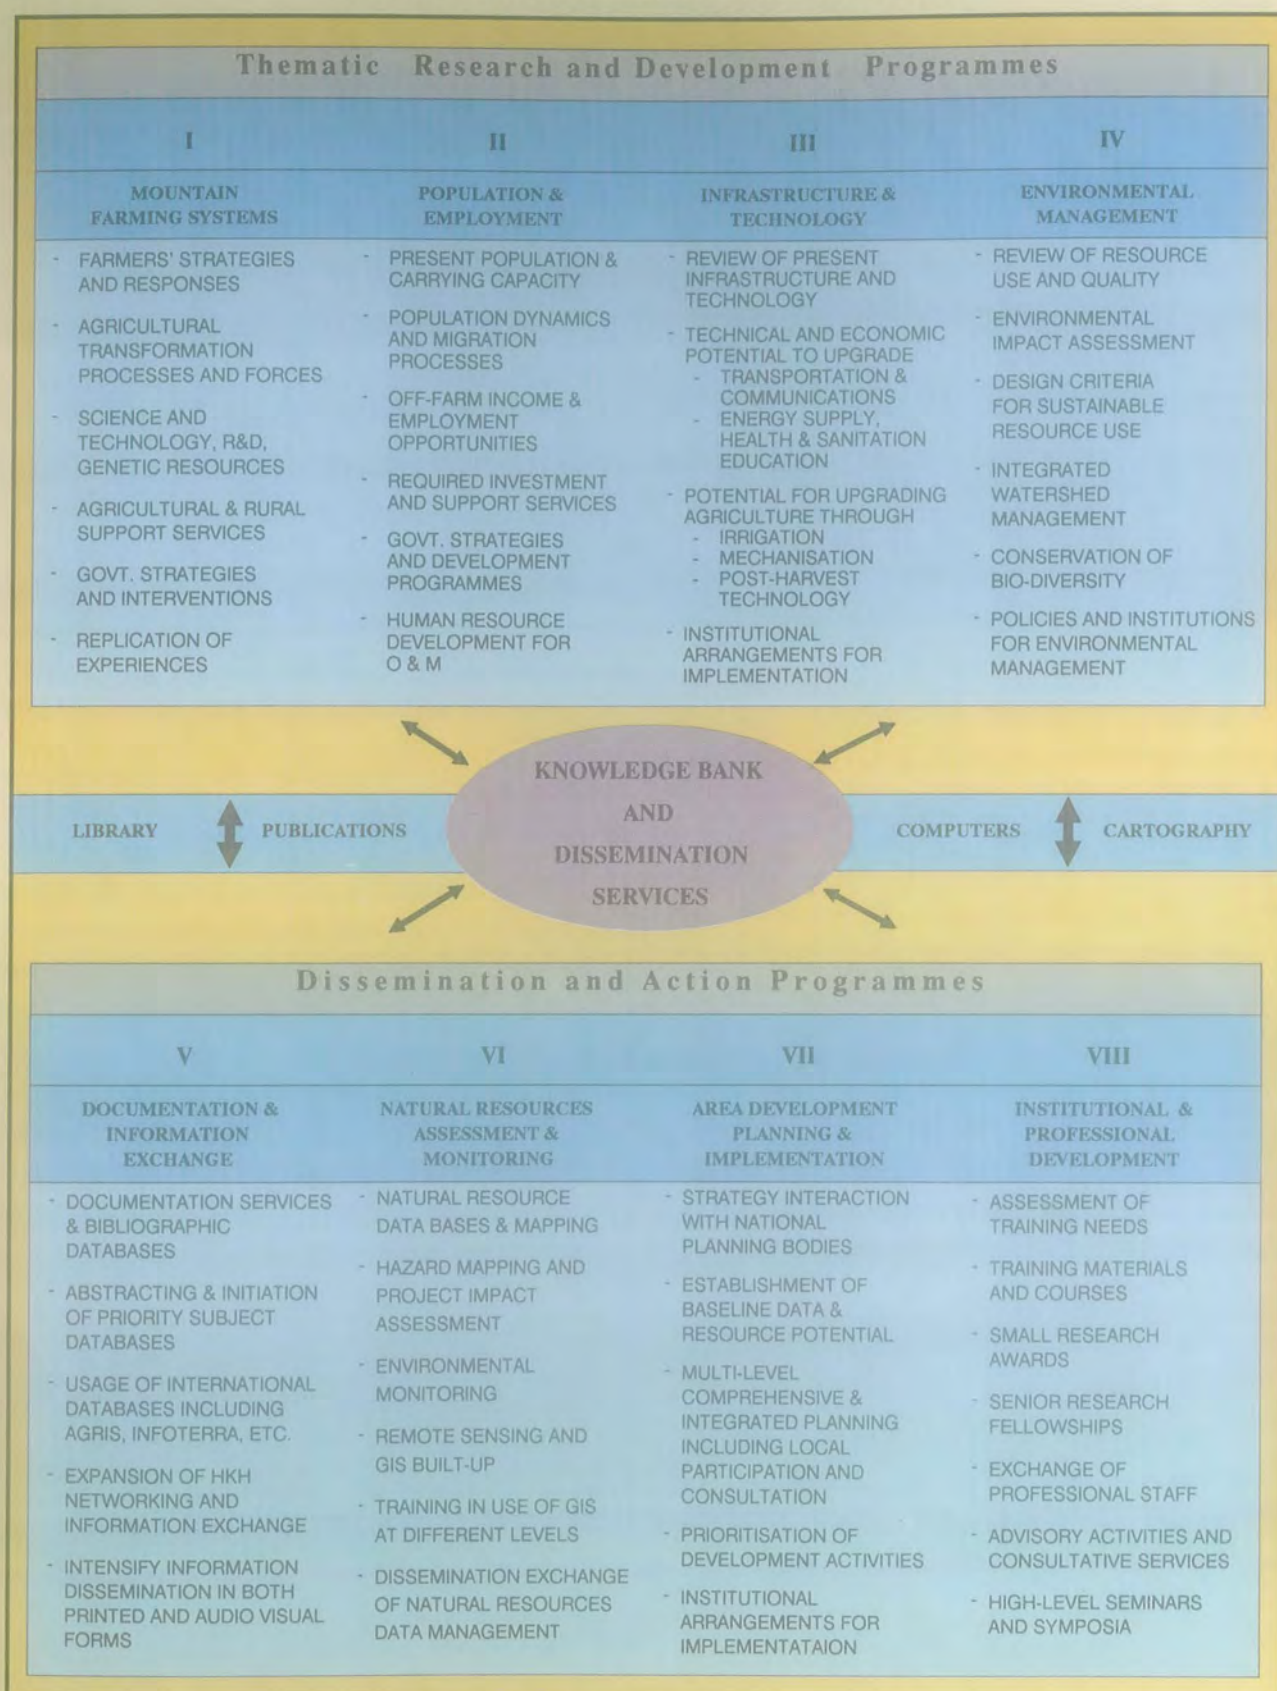 Thematic Research and Development Programmes
I
MOUNTAIN
FARMING SYSTEMS
- FARMERS' STRATEGIES
AND RESPONSES
- AGRICULTURAL
TRANSFORMATION
PROCESSES AND FORCES
- SCIENCE AND
TECHNOLOGY, R&D,
GENETIC RESOURCES
- AGRICULTURAL & RURAL
SUPPORT SERVICES
- GOVT. STRATEGIES
AND INTERVENTIONS
- REPLICATION OF
EXPERIENCES
II
POPULATION &
EMPLOYMENT
- PRESENT POPULATION &
CARRYING CAPACITY
- POPULATION DYNAMICS
AND MIGRATION
PROCESSES
- OFF-FARM INCOME &
EMPLOYMENT
OPPORTUNITIES
- REQUIRED INVESTMENT
AND SUPPORT SERVICES
- GOVT. STRATEGIES
AND DEVELOPMENT
PROGRAMMES
- HUMAN RESOURCE
DEVELOPMENT FOR
O & M
III
INFRASTRUCTURE &
TECHNOLOGY
- REVIEW OF PRESENT
INFRASTRUCTURE AND
TECHNOLOGY
- TECHNICAL AND ECONOMIC
POTENTIAL TO UPGRADE
- TRANSPORTATION &
COMMUNICATIONS
- ENERGY SUPPLY,
HEALTH & SANITATION
EDUCATION
- POTENTIAL FOR UPGRADING
AGRICULTURE THROUGH
- IRRIGATION
- MECHANISATION
- POST-HARVEST
TECHNOLOGY
- INSTITUTIONAL
ARRANGEMENTS FOR
IMPLEMENTATION
IV
ENVIRONMENTAL
MANAGEMENT
- REVIEW OF RESOURCE
USE AND QUALITY
- ENVIRONMENTAL
IMPACT ASSESSMENT
- DESIGN CRITERIA
FOR SUSTAINABLE
RESOURCE USE
- INTEGRATED
WATERSHED
MANAGEMENT
- CONSERVATION OF
BIO-DIVERSITY
- POLICIES AND INSTITUTIONS
FOR ENVIRONMENTAL
MANAGEMENT
LIBRARY
PUBLICATIONS
KNOWLEDGE BANK
AND
DISSEMINATION
SERVICES
COMPUTERS
CARTOGRAPHY
Dissemination and Action Programmes
V
DOCUMENTATION &
INFORMATION
EXCHANGE
- DOCUMENTATION SERVICES
& BIBLIOGRAPHIC
DATABASES
- ABSTRACTING & INITIATION
OF PRIORITY SUBJECT
DATABASES
- USAGE OF INTERNATIONAL
DATABASES INCLUDING
AGRIS, INFOTERRA, ETC.
- EXPANSION OF HKH
NETWORKING AND
INFORMATION EXCHANGE
- INTENSIFY INFORMATION
DISSEMINATION IN BOTH
PRINTED AND AUDIO VISUAL
FORMS
VI
NATURAL RESOURCES
ASSESSMENT &
MONITORING
- NATURAL RESOURCE
DATA BASES & MAPPING
- HAZARD MAPPING AND
PROJECT IMPACT
ASSESSMENT
- ENVIRONMENTAL
MONITORING
- REMOTE SENSING AND
GIS BUILT-UP
- TRAINING IN USE OF GIS
AT DIFFERENT LEVELS
- DISSEMINATION EXCHANGE
OF NATURAL RESOURCES
DATA MANAGEMENT
VII
AREA DEVELOPMENT
PLANNING &
IMPLEMENTATION
- STRATEGY INTERACTION
WITH NATIONAL
PLANNING BODIES
- ESTABLISHMENT OF
BASELINE DATA &
RESOURCE POTENTIAL
- MULTI-LEVEL
COMPREHENSIVE &
INTEGRATED PLANNING
INCLUDING LOCAL
PARTICIPATION AND
CONSULTATION
- PRIORITISATION OF
DEVELOPMENT ACTIVITIES
- INSTITUTIONAL
ARRANGEMENTS FOR
IMPLEMENTATAION
VIII
INSTITUTIONAL &
PROFESSIONAL
DEVELOPMENT
- ASSESSMENT OF
TRAINING NEEDS
- TRAINING MATERIALS
AND COURSES
- SMALL RESEARCH
AWARDS
- SENIOR RESEARCH
FELLOWSHIPS
- EXCHANGE OF
PROFESSIONAL STAFF
- ADVISORY ACTIVITIES AND
CONSULTATIVE SERVICES
- HIGH-LEVEL SEMINARS
AND SYMPOSIA